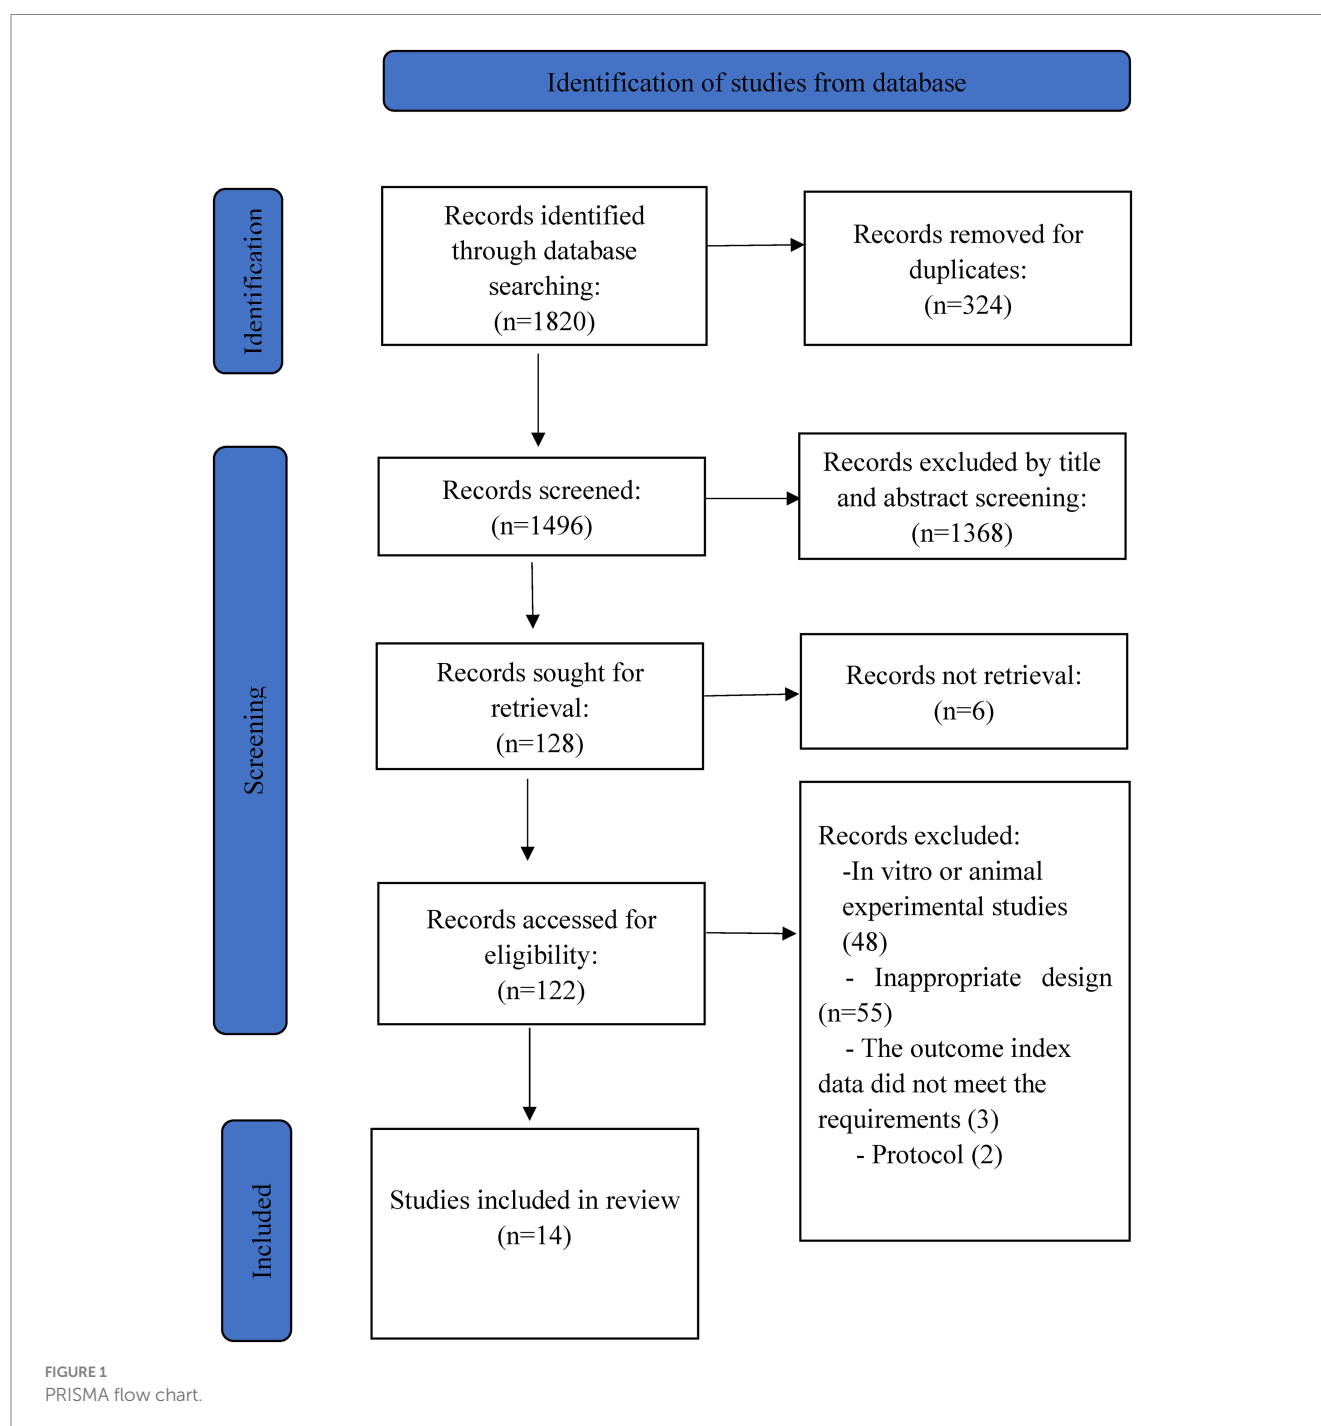 Identification of studies from database
Identification
Records identified
through database
searching:
(n=1820)
Records removed for
duplicates:
(n=324)
Screening
Records screened:
(n=1496)
Records excluded by title
and abstract screening:
(n=1368)
Records sought for
retrieval:
(n=128)
Records not retrieval:
(n=6)
Records accessed for
eligibility:
(n=122)
Records excluded:
-In vitro or animal
experimental studies
(48)
- Inappropriate design
(n=55)
- The outcome index
data did not meet the
requirements (3)
- Protocol (2)
Included
Studies included in review
(n=14)
FIGURE 1
PRISMA flow chart.